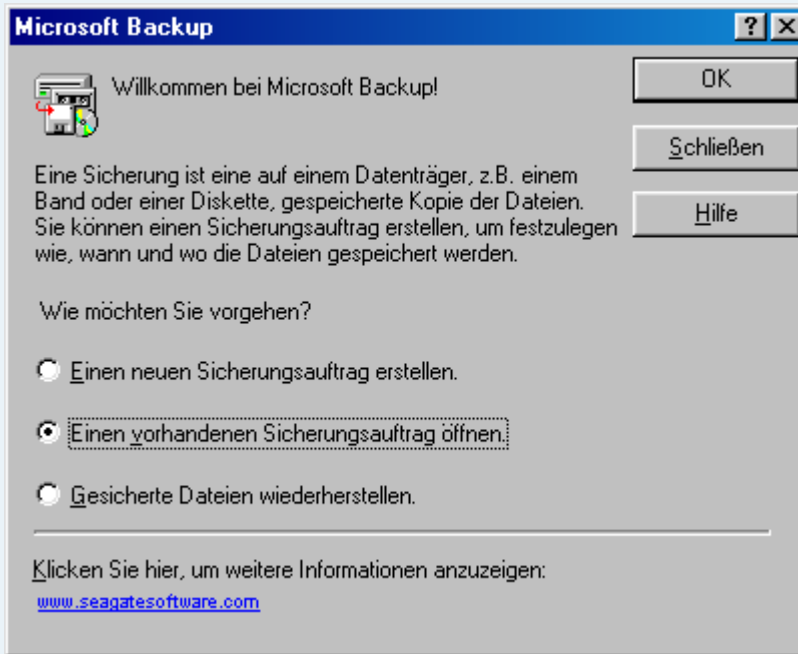 Microsoft Backup
Willkommen bei Microsoft Backup!
OK
Schließen
Hilfe
Eine Sicherung ist eine auf einem Datenträger, z.B. einem
Band oder einer Diskette, gespeicherte Kopie der Dateien.
Sie können einen Sicherungsauftrag erstellen, um festzulegen
wie, wann und wo die Dateien gespeichert werden.
Wie möchten Sie vorgehen?
Einen neuen Sicherungsauftrag erstellen.
Einen vorhandenen Sicherungsauftrag öffnen.
Gesicherte Dateien wiederherstellen.
Klicken Sie hier, um weitere Informationen anzuzeigen:
www.seagatesoftware.com